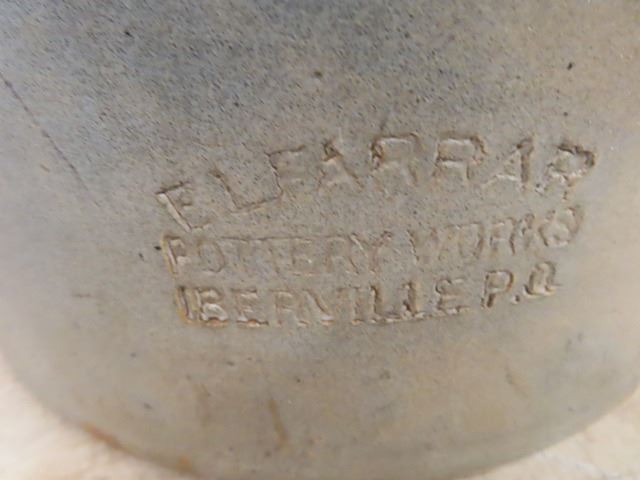 E L FARRAR
POTTERY WORKS
IBERVILLE P.Q